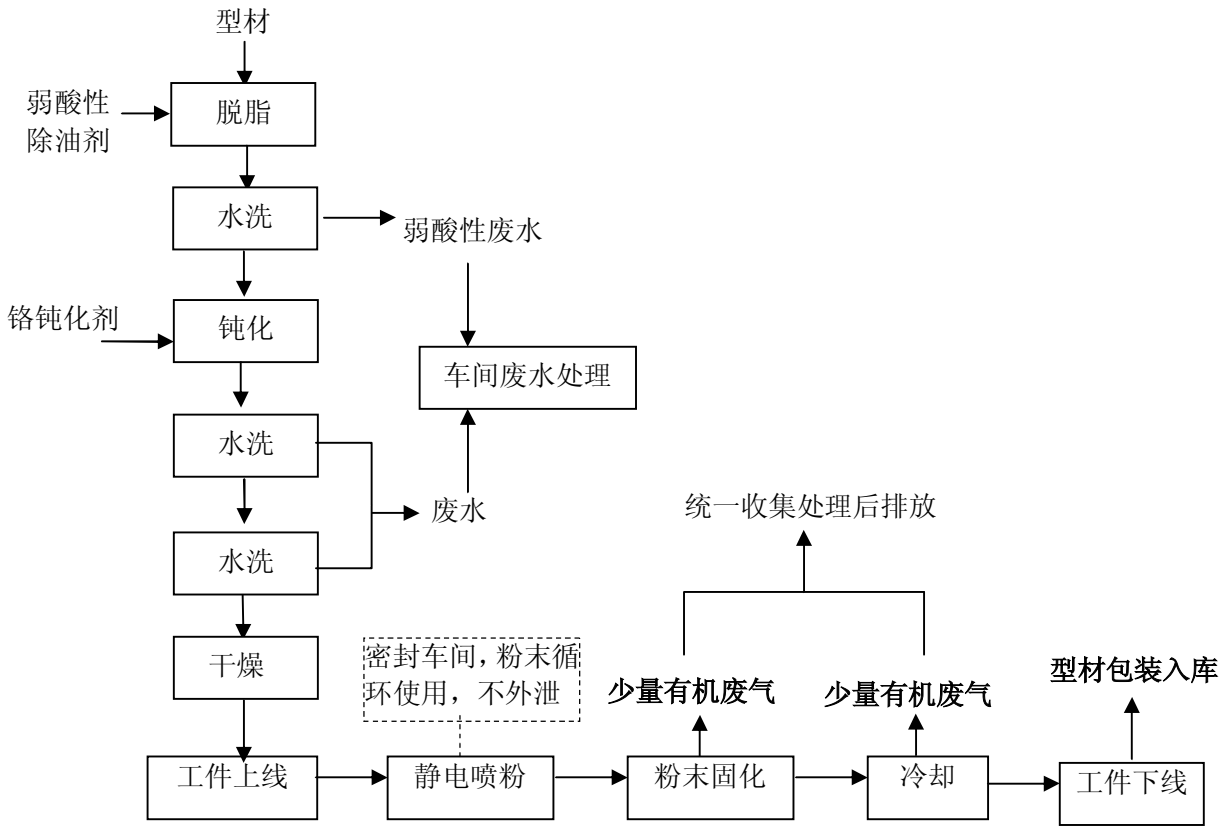 型材
弱酸性
除油剂
脱脂
水洗
弱酸性废水
铬钝化剂
钝化
车间废水处理
水洗
废水
统一收集处理后排放
水洗
干燥
密封车间，粉末循
环使用，不外泄
少量有机废气
少量有机废气
型材包装入库
工件上线
静电喷粉
粉末固化
冷却
工件下线